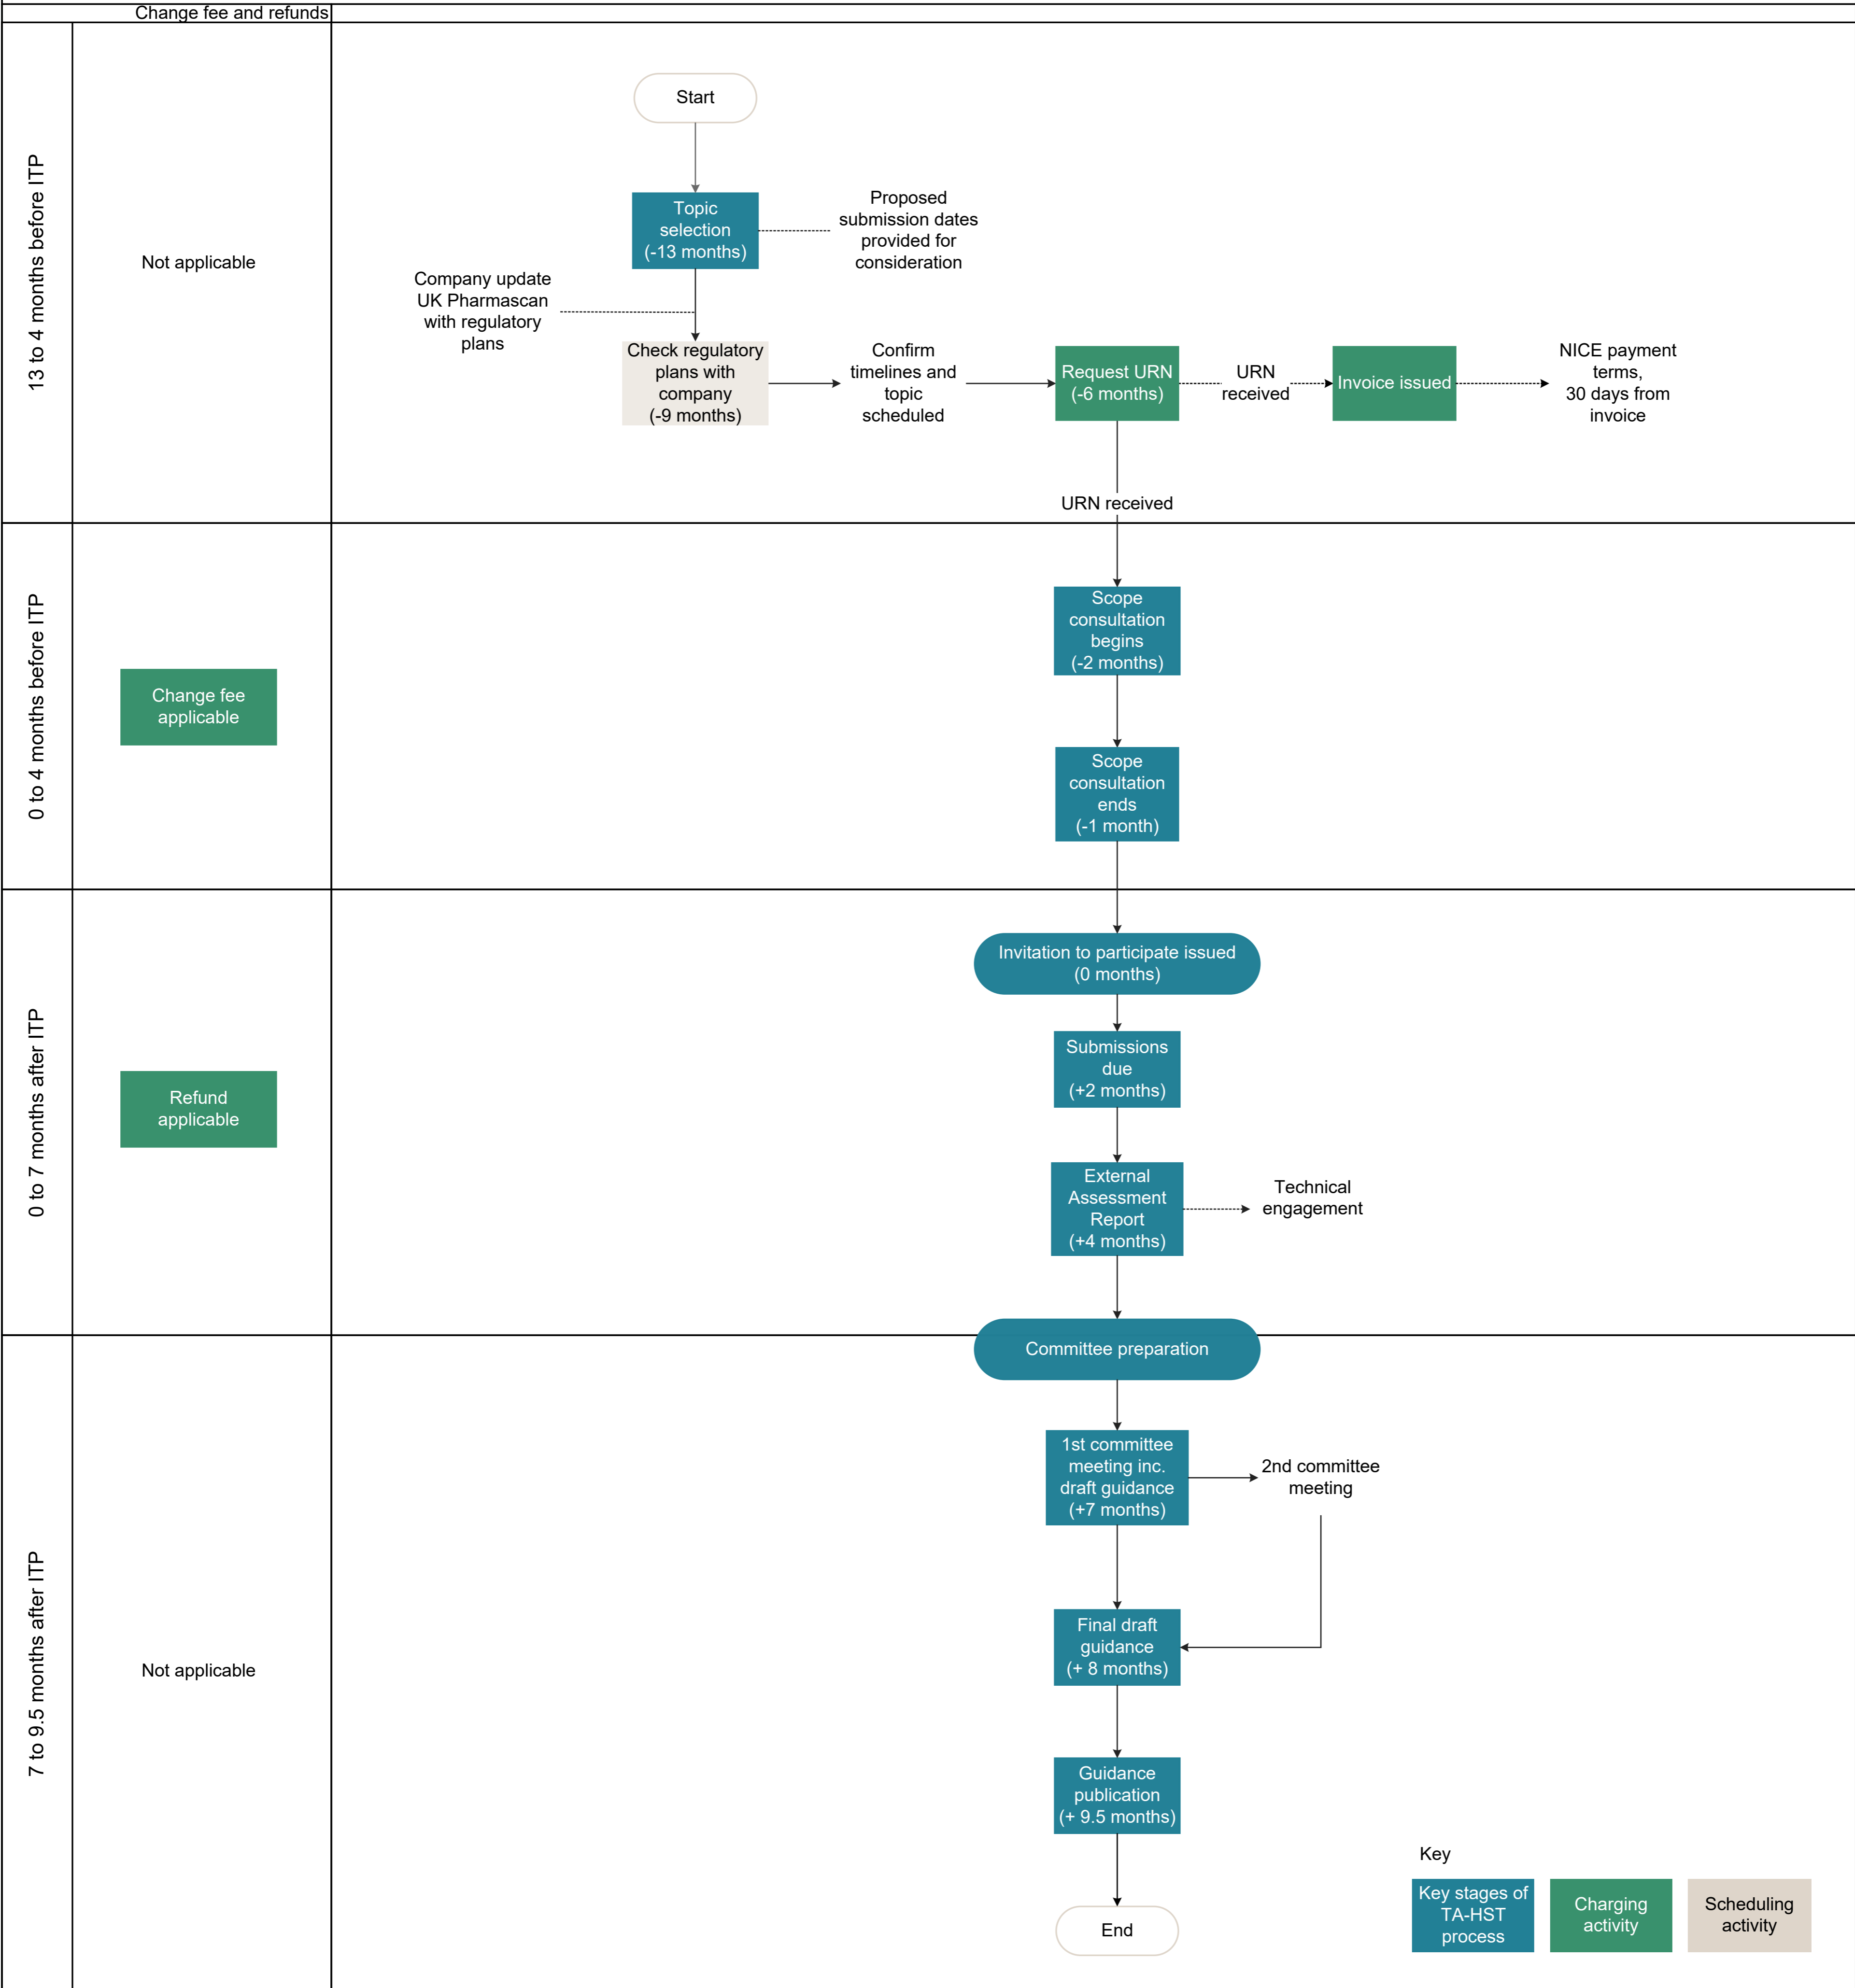 Change fee and refunds
13 to 4 months before ITP
Not applicable
Start
Topic
selection
(-13 months)
Proposed
submission dates
provided for
consideration
Company update
UK Pharmascan
with regulatory
plans
Check regulatory
plans with
company
(-9 months)
Confirm
timelines and
topic
scheduled
Request URN
(-6 months)
URN
received
Invoice issued
NICE payment
terms,
30 days from
invoice
URN received
0 to 4 months before ITP
Change fee
applicable
Scope
consultation
begins
(-2 months)
Scope
consultation
ends
(-1 month)
0 to 7 months after ITP
Refund
applicable
Invitation to participate issued
(0 months)
Submissions
due
(+2 months)
External
Assessment
Report
(+4 months)
Technical
engagement
Committee preparation
7 to 9.5 months after ITP
Not applicable
1st committee
meeting inc.
draft guidance
(+7 months)
2nd committee
meeting
Final draft
guidance
(+ 8 months)
Guidance
publication
(+ 9.5 months)
End
Key
Key stages of
TA-HST
process
Charging
activity
Scheduling
activity